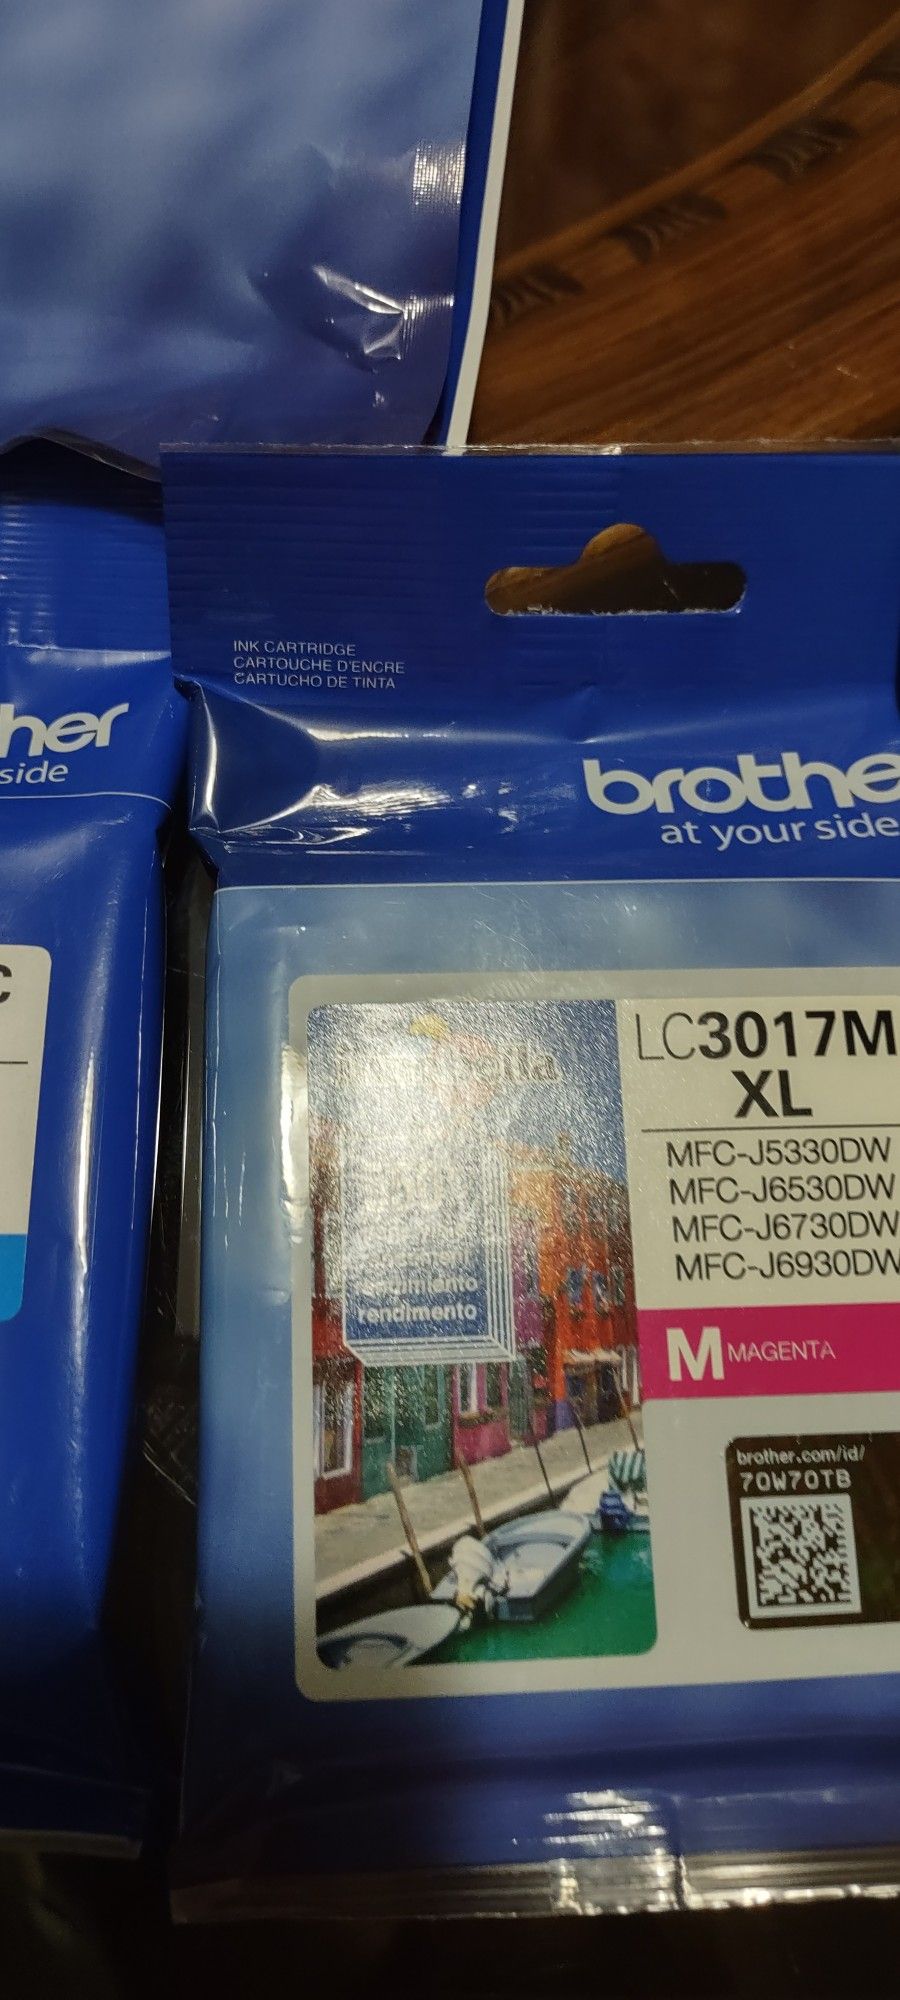 INK CARTRIDGE
CARTOUCHE D'ENCRE
CARTUCHO DE TINTA
her
side
brothe
at your side
C
LC3017M
XL
MFC-J5330DW
MFC-J6530DW
MFC-J6730DW
MFC-J6930DW
rendimiento
rendimento
M MAGENTA
brother.com/id/
70W70TB